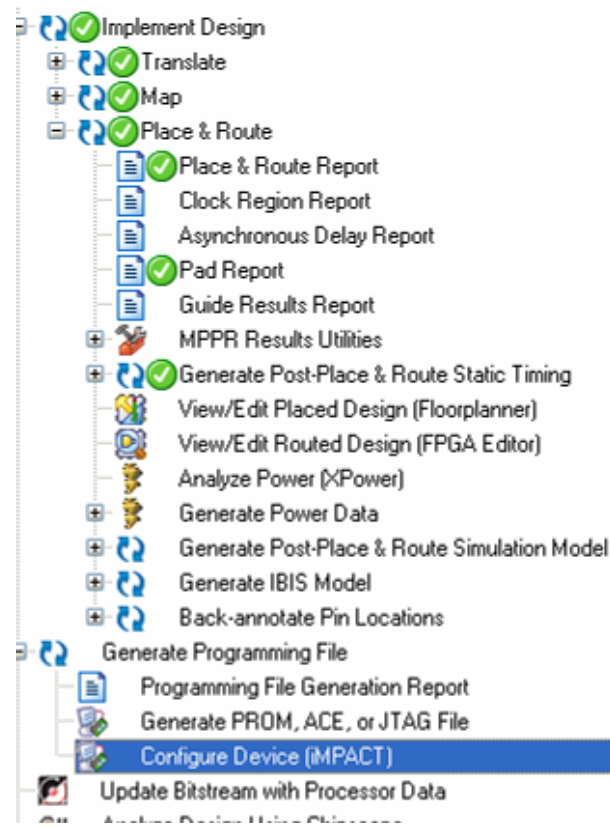 Implement Design
Translate
Map
Place & Route
Place & Route Report
Clock Region Report
Asynchronous Delay Report
Pad Report
Guide Results Report
MPPR Results Utilities
Generate Post-Place & Route Static Timing
View/Edit Placed Design (Floorplanner)
View/Edit Routed Design (FPGA Editor)
Analyze Power (XPower)
Generate Power Data
Generate Post-Place & Route Simulation Model
Generate IBIS Model
Back-annotate Pin Locations
Generate Programming File
Programming File Generation Report
Generate PROM, ACE, or JTAG File
Configure Device (iMPACT)
Update Bitstream with Processor Data
Analyze Design Using Chipscope